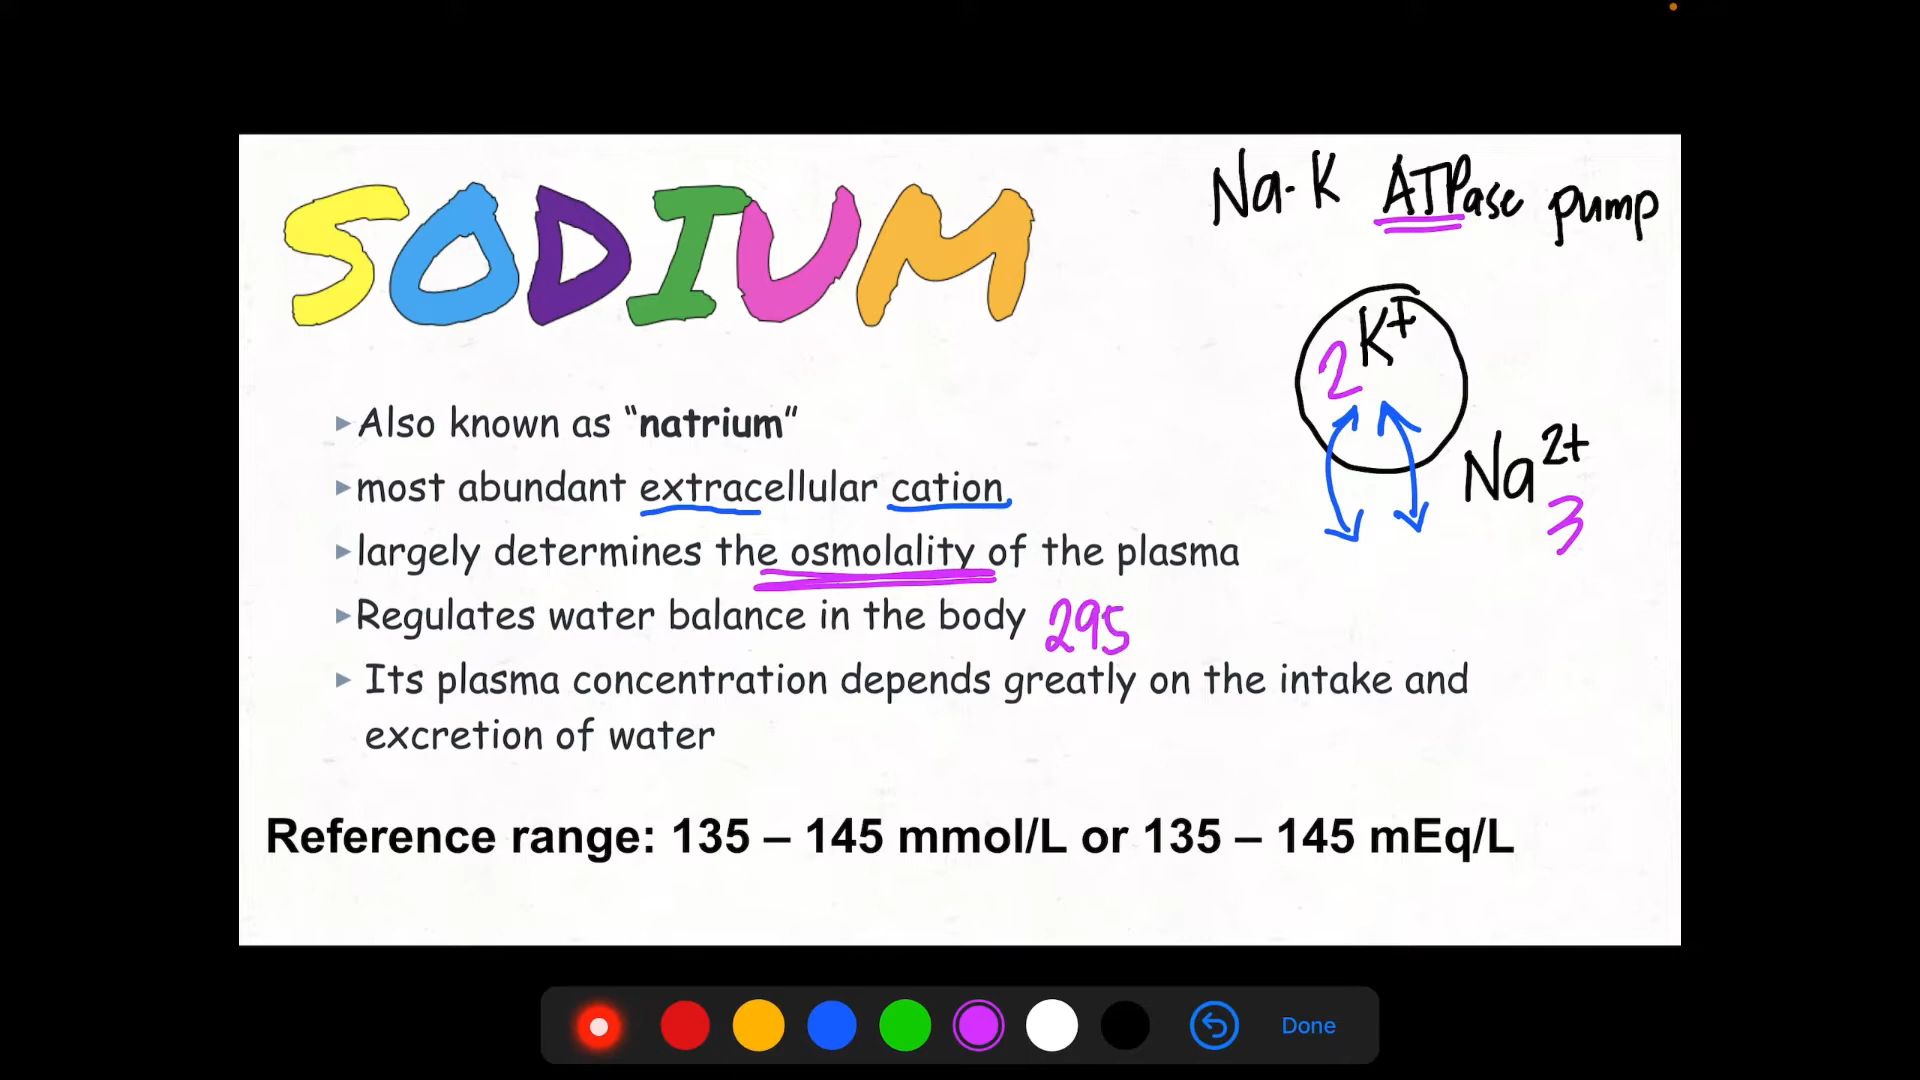 SODIUM
Na-K ATPase pump
2 K+
Na2+
3
▸Also known as “natrium”
▸most abundant extracellular cation
▸largely determines the osmolality of the plasma
▸Regulates water balance in the body 295
▸Its plasma concentration depends greatly on the intake and
excretion of water
Reference range: 135 – 145 mmol/L or 135 – 145 mEq/L
Done